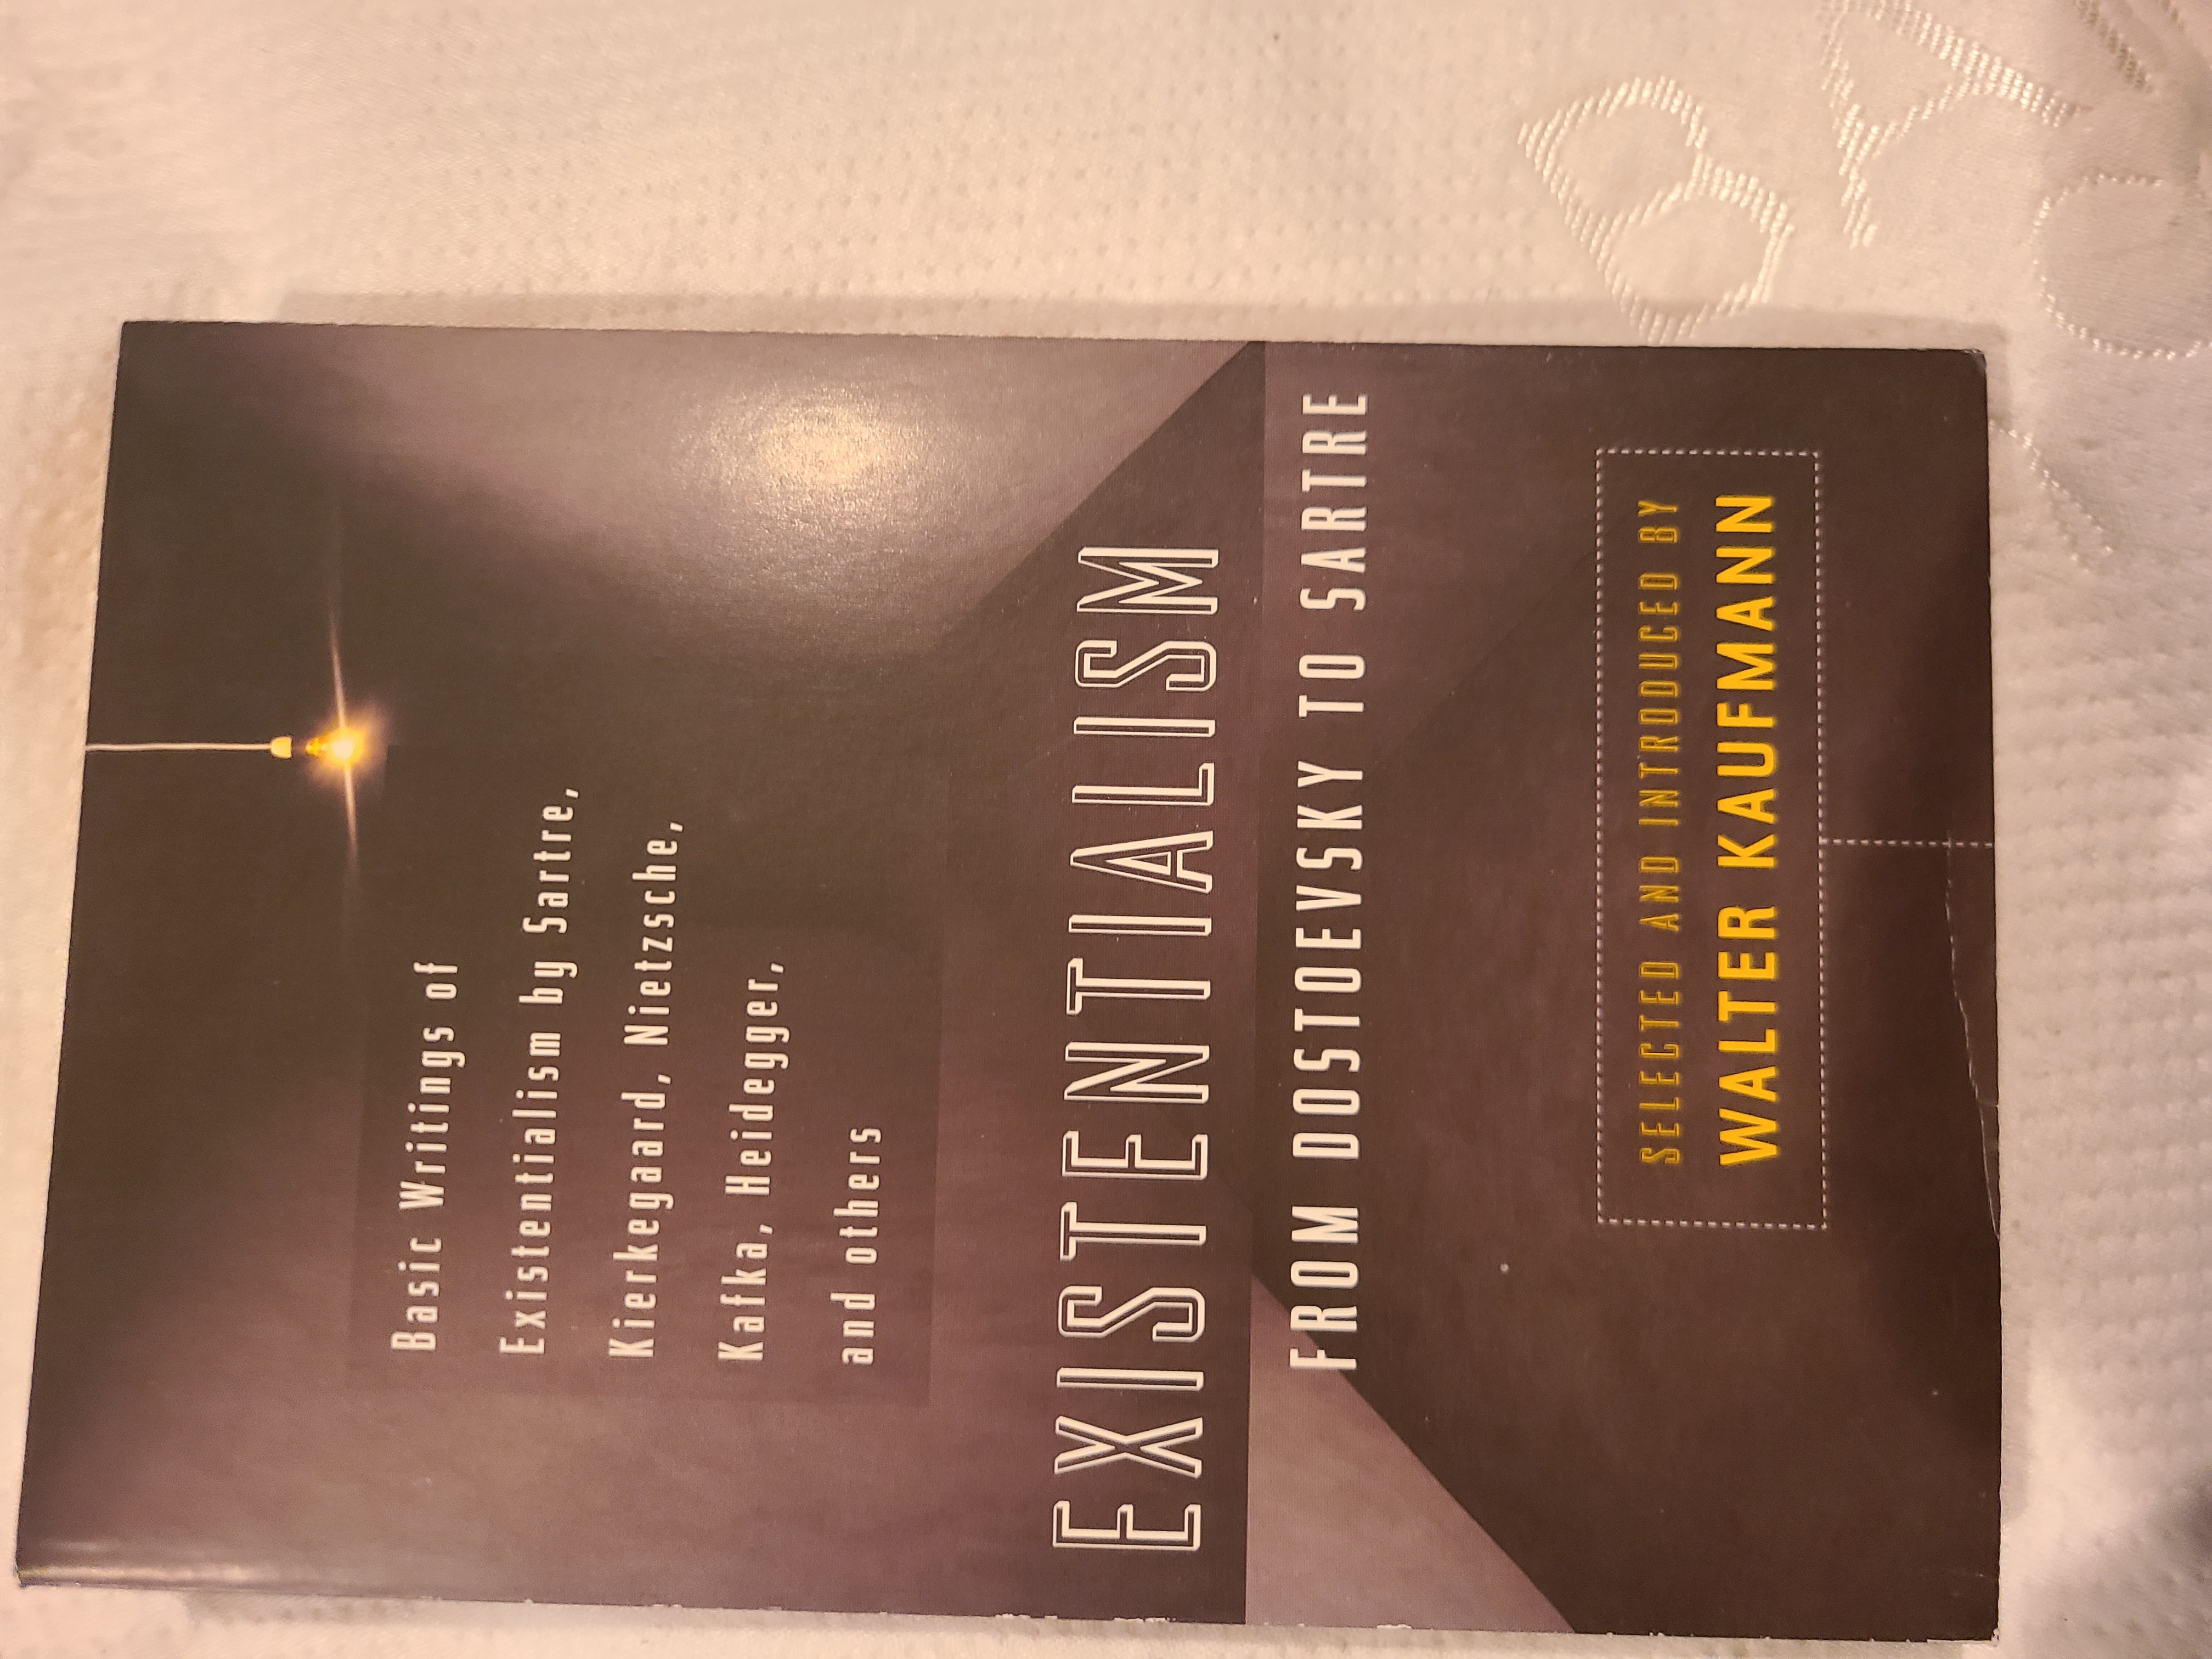 Basic Writings of
Existentialism by Sartre,
Kierkegaard, Nietzsche,
Kafka, Heidegger,
and others
EXISTENTIALISM
FROM DOSTOEVSKY TO SARTRE
SELECTED AND INTRODUCED BY
WALTER KAUFMANN